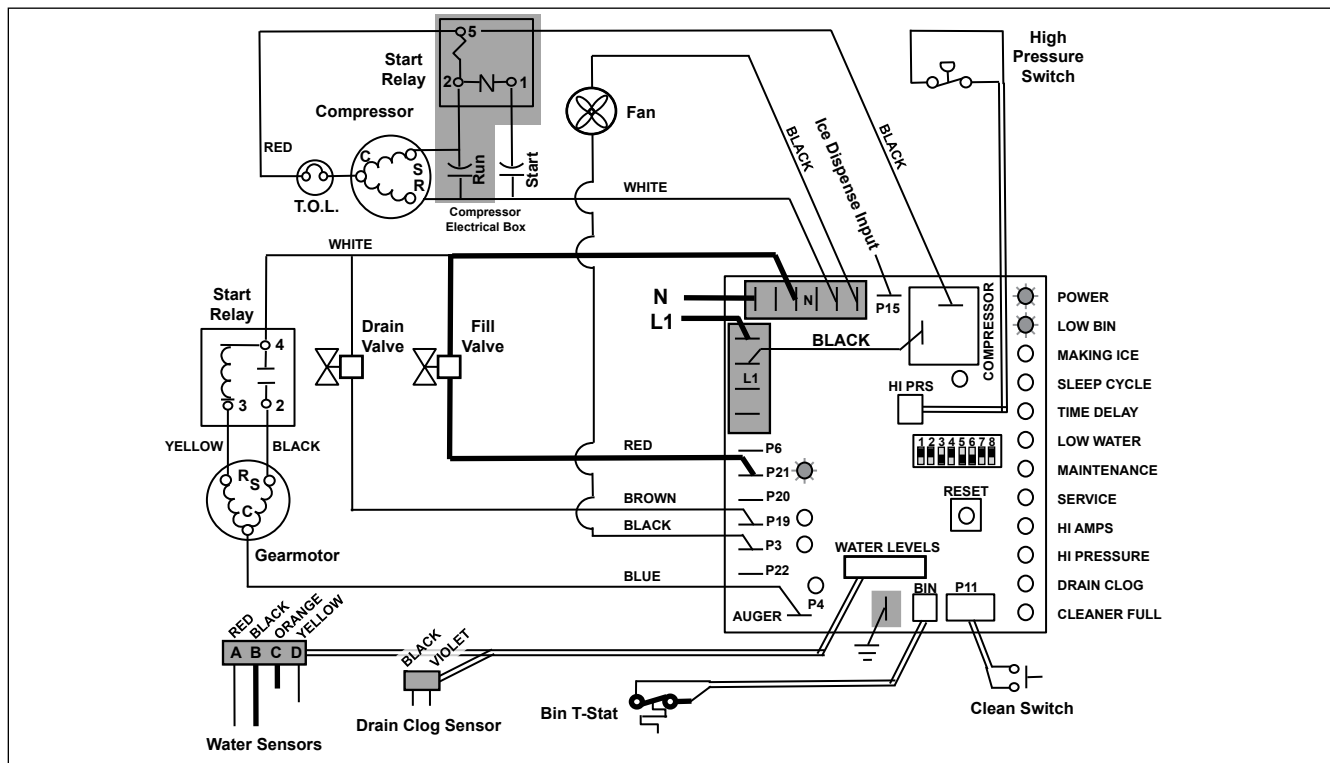 5
Start
Relay
2
N
1
Compressor
RED
C
S
R
T.O.L.
Run
Start
Compressor
Electrical Box
WHITE
Fan
BLACK
Ice Dispense Input
BLACK
High
Pressure
Switch
WHITE
Start
Relay
4
3
2
YELLOW
BLACK
R
S
C
Gearmotor
Drain
Valve
Fill
Valve
N
L1
N
P15
BLACK
L1
COMPRESSOR
HI PRS
1 2 3 4 5 6 7 8
RESET
RED
P6
P21
P20
BROWN
P19
BLACK
P3
P22
BLUE
P4
AUGER
WATER LEVELS
BIN
P11
POWER
LOW BIN
MAKING ICE
SLEEP CYCLE
TIME DELAY
LOW WATER
MAINTENANCE
SERVICE
HI AMPS
HI PRESSURE
DRAIN CLOG
CLEANER FULL
RED
BLACK
ORANGE
YELLOW
A B C D
Water Sensors
BLACK
VIOLET
Drain Clog Sensor
Bin T-Stat
Clean Switch